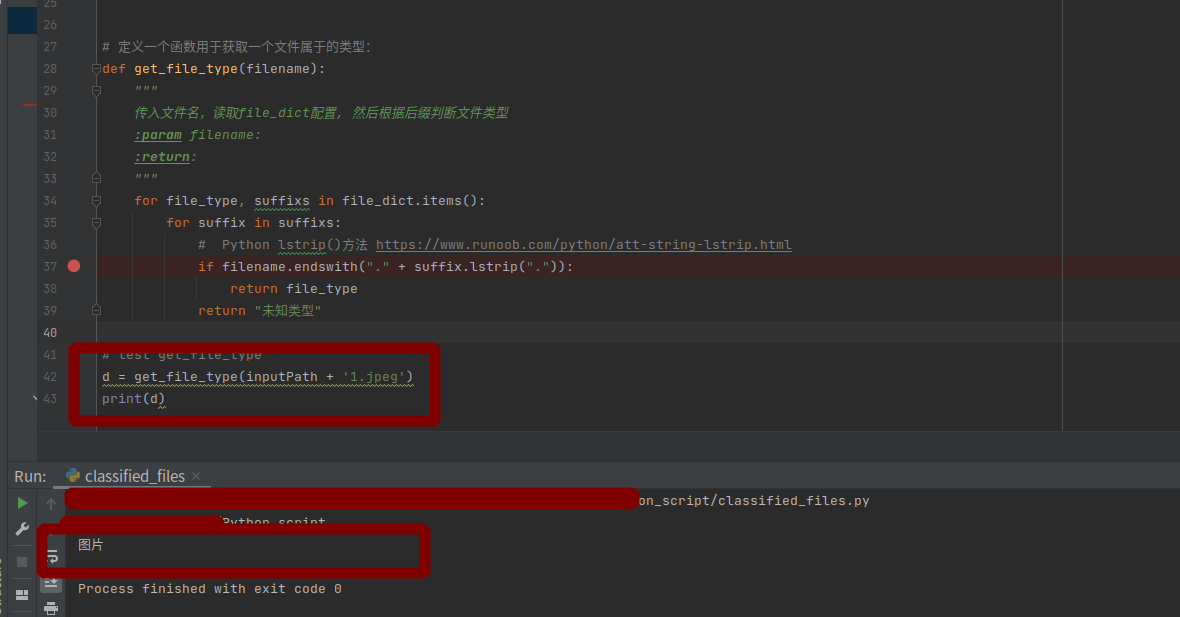 25
26
27 # 定义一个函数用于获取一个文件属于的类型:
28 def get_file_type(filename):
29 """
30 传入文件名, 读取file_dict配置, 然后根据后缀判断文件类型
31 :param filename:
32 :return:
33 """
34 for file_type, suffixs in file_dict.items():
35 for suffix in suffixs:
36 # Python lstrip()方法 https://www.runoob.com/python/att-string-lstrip.html
37 if filename.endswith("." + suffix.lstrip(".")):
38 return file_type
39 return "未知类型"
40
41 # test get_file_type
42 d = get_file_type(inputPath + '1.jpeg')
43 print(d)
Run: classified_files ×
on_script/classified_files.py
/Python_script
图片
Process finished with exit code 0